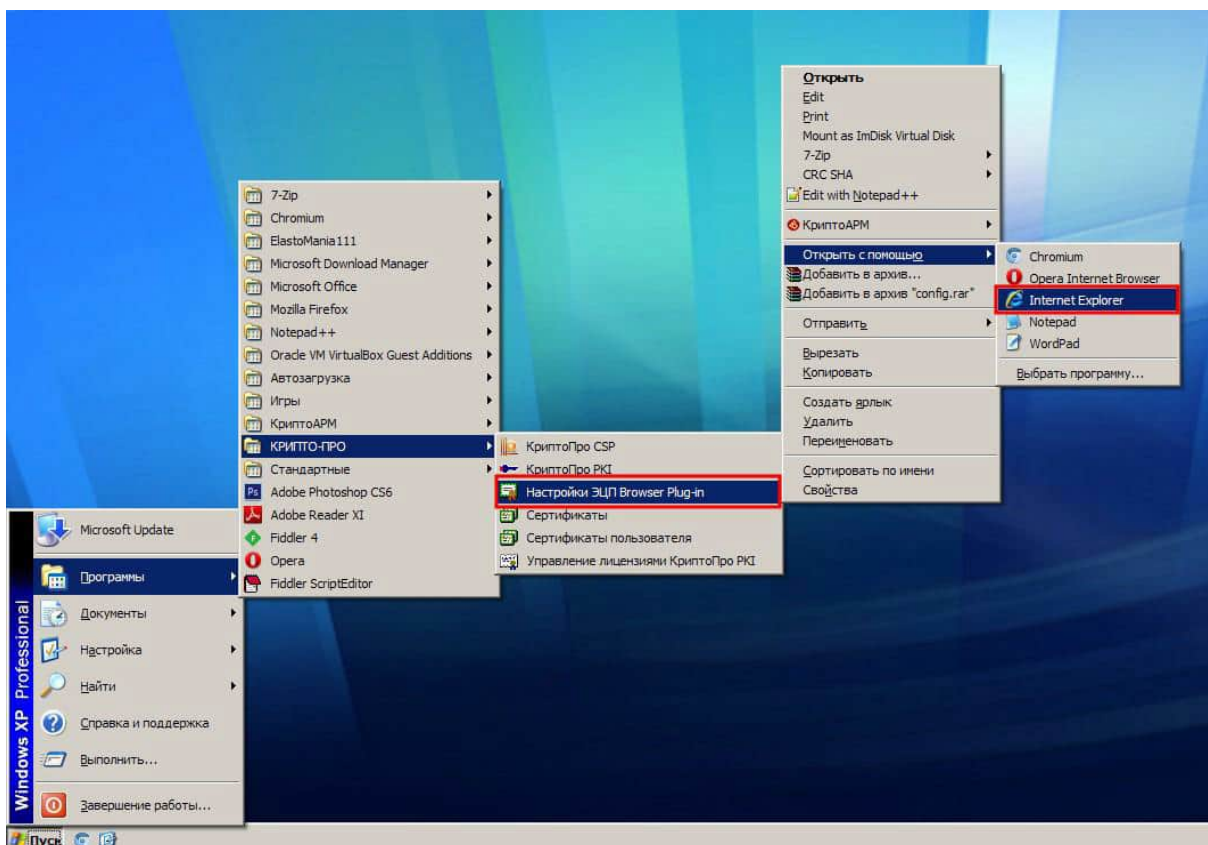 7-Zip
Chromium
ElastoMania111
Microsoft Download Manager
Microsoft Office
Mozilla Firefox
Notepad++
Oracle VM VirtualBox Guest Additions
Автозагрузка
Игры
КриптоАРМ
КРИПТО-ПРО
Стандартные
Adobe Photoshop CS6
Adobe Reader XI
Fiddler 4
Opera
Fiddler ScriptEditor
Ps
КриптоПро CSP
КриптоПро PKI
Настройки ЭЦП Browser Plug-in
Сертификаты
Сертификаты пользователя
Управление лицензиями КриптоПро PKI
Открыть
Edit
Print
Mount as ImDisk Virtual Disk
7-Zip
CRC SHA
Edit with Notepad++
КриптоАРМ
Открыть с помощью
Добавить в архив...
Добавить в архив "config.rar"
Отправить
Вырезать
Копировать
Создать ярлык
Удалить
Переименовать
Сортировать по имени
Свойства
Chromium
Opera Internet Browser
Internet Explorer
Notepad
WordPad
Выбрать программу...
Windows XP Professional
Microsoft Update
Программы
Документы
Настройка
Найти
Справка и поддержка
Выполнить...
Завершение работы...
Пуск